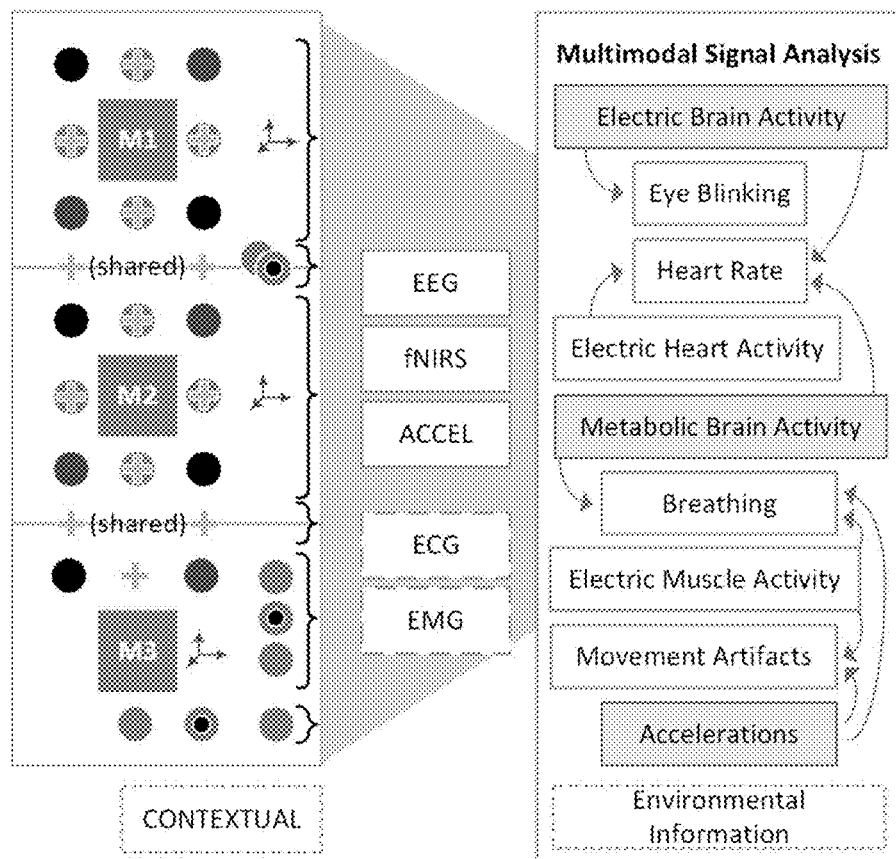 M1
(shared)
M2
(shared)
M3
EEG
fNIRS
ACCEL
ECG
EMG
CONTEXTUAL
Multimodal Signal Analysis
Electric Brain Activity
Eye Blinking
Heart Rate
Electric Heart Activity
Metabolic Brain Activity
Breathing
Electric Muscle Activity
Movement Artifacts
Accelerations
Environmental
Information